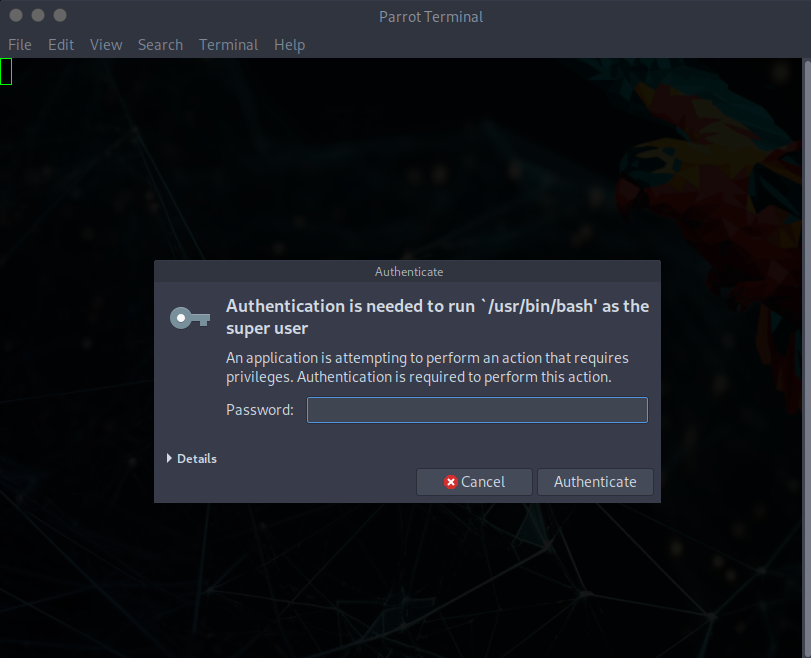 Parrot Terminal
File Edit View Search Terminal Help
Authenticate
Authentication is needed to run `/usr/bin/bash' as the
super user
An application is attempting to perform an action that requires
privileges. Authentication is required to perform this action.
Password:
Details
Cancel Authenticate